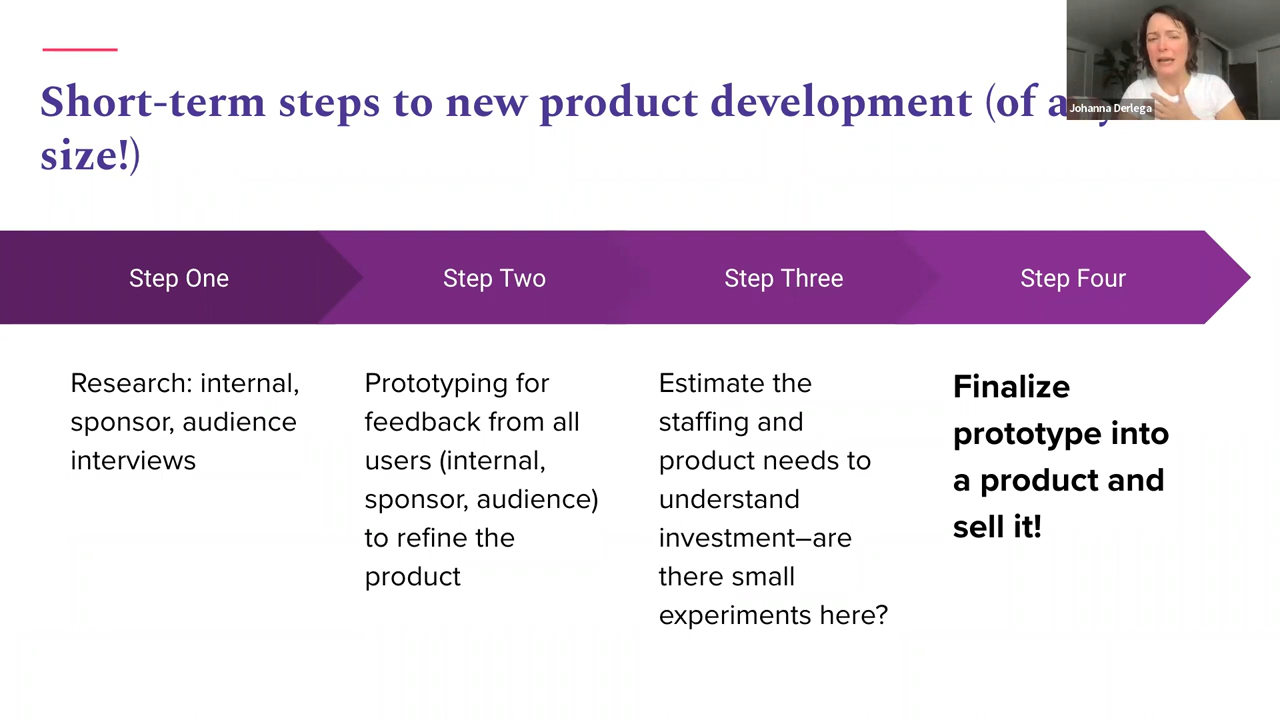 Short-term steps to new product development (of
size!)
Johanna Derlega
Step One
Step Two
Step Three
Step Four
Research: internal,
sponsor, audience
interviews
Prototyping for
feedback from all
users (internal,
sponsor, audience)
to refine the
product
Estimate the
staffing and
product needs to
understand
investment–are
there small
experiments here?
Finalize
prototype into
a product and
sell it!